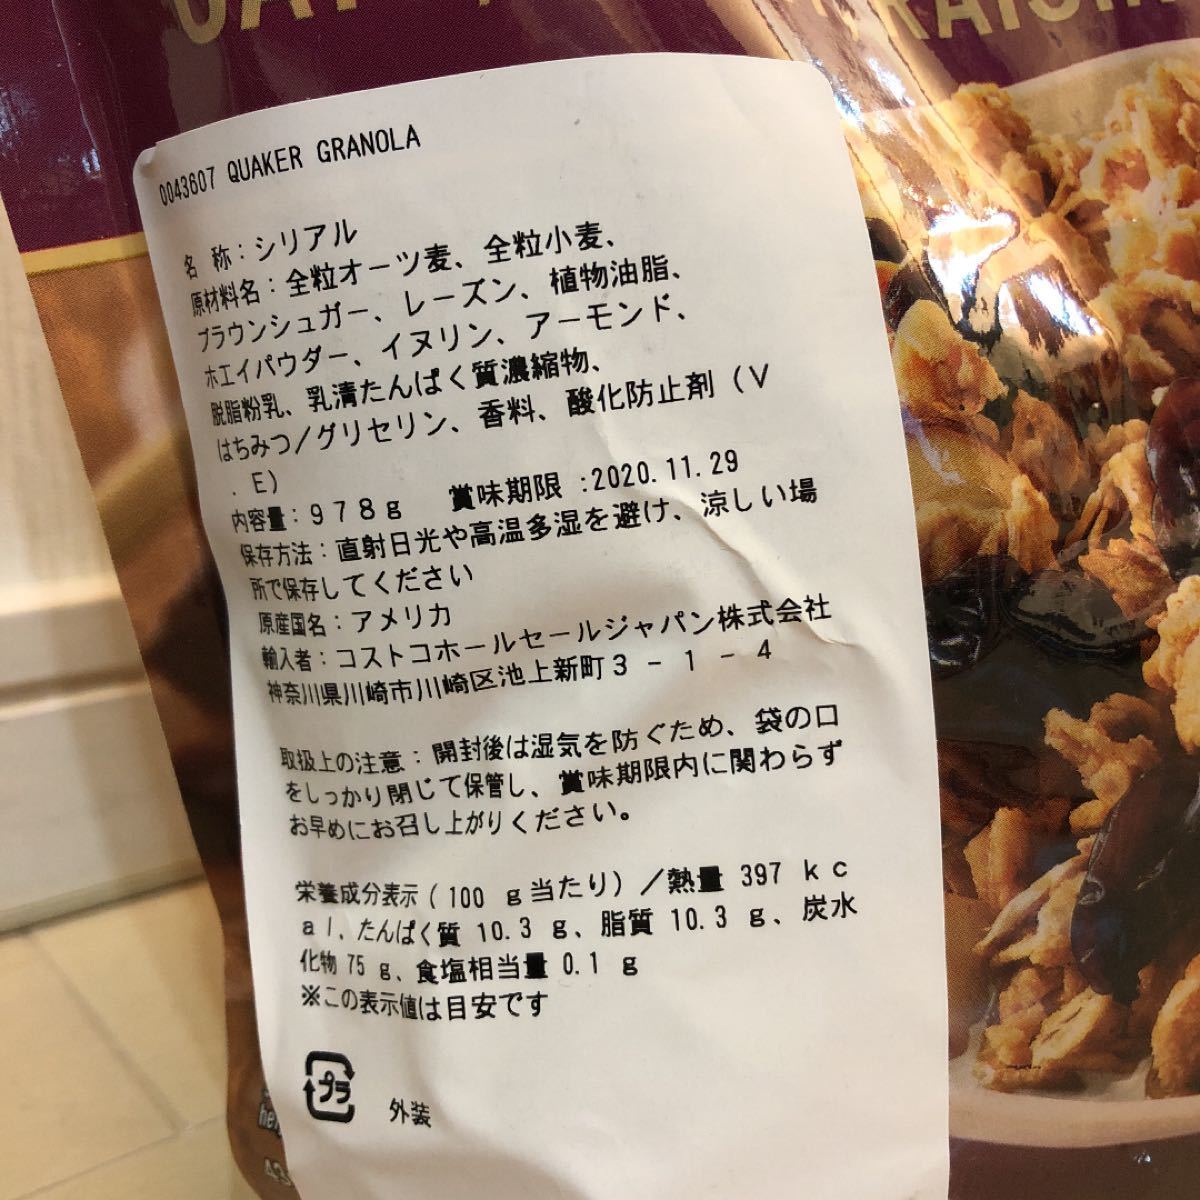 RAISIN
0043607 QUAKER GRANOLA
名 称：シリアル
原材料名：全粒オーツ麦、全粒小麦、
ブラウンシュガー、レーズン、植物油脂、
ホエイパウダー、イヌリン、アーモンド、
脱脂粉乳、乳清たんぱく質濃縮物、
はちみつ/グリセリン、香料、酸化防止剤（V
. E)
内容量：978g 賞味期限 :2020.11.29
保存方法：直射日光や高温多湿を避け、涼しい場
所で保存してください
原産国名：アメリカ
輸入者：コストコホールセールジャパン株式会社
神奈川県川崎市川崎区池上新町3-1-4
取扱上の注意：開封後は湿気を防ぐため、袋の口
をしっかり閉じて保管し、賞味期限内に関わらず
お早めにお召し上がりください。
栄養成分表示(100 g当たり)／熱量 397 kc
al、たんぱく質 10.3 g、脂質 10.3 g、炭水
化物 75 g、食塩相当量 0.1 g
※この表示値は目安です
プラ
外装